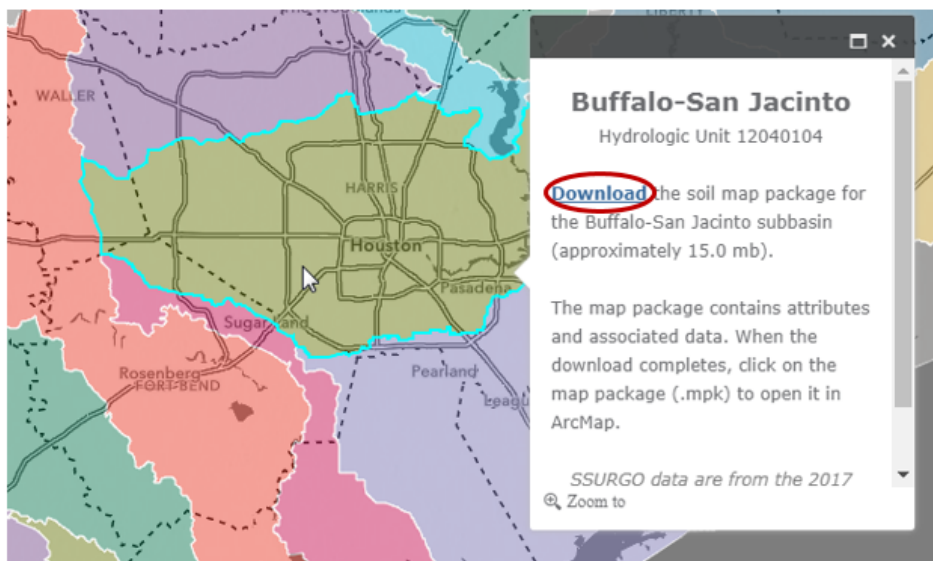 WALLER
HARRIS
Houston
Pasadena
Sugar Land
Pearland
Rosenberg
FORT BEND
Leagu
LIBERTY
Buffalo-San Jacinto
Hydrologic Unit 12040104
Download the soil map package for
the Buffalo-San Jacinto subbasin
(approximately 15.0 mb).
The map package contains attributes
and associated data. When the
download completes, click on the
map package (.mpk) to open it in
ArcMap.
SSURGO data are from the 2017
Zoom to